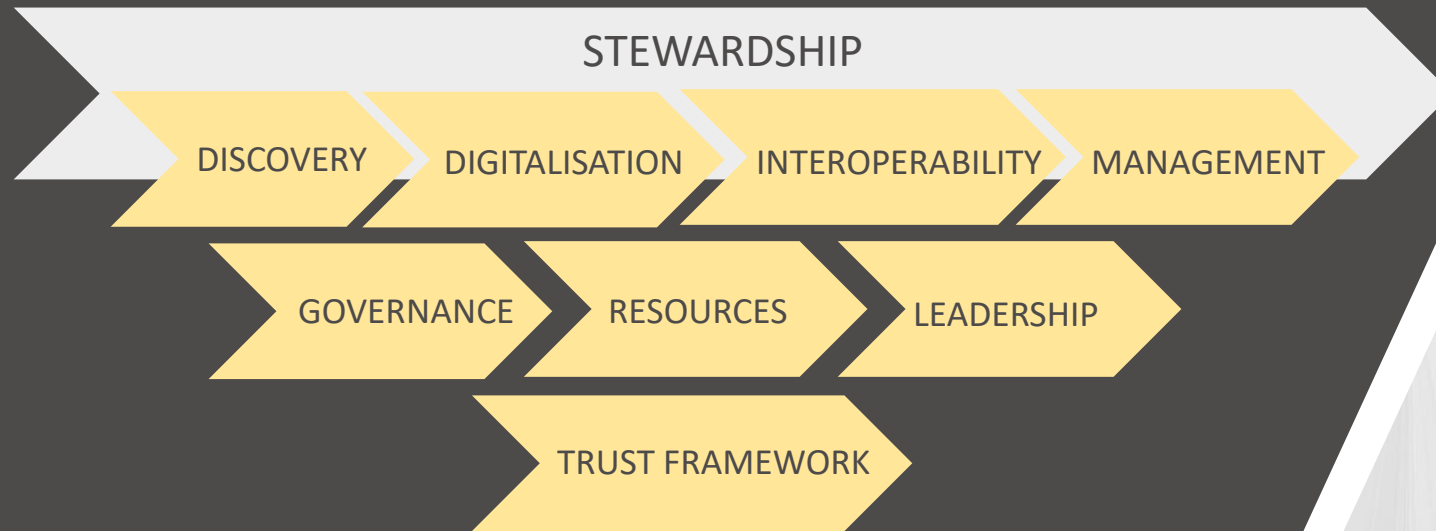 STEWARDSHIP
DISCOVERY
DIGITALISATION
INTEROPERABILITY
MANAGEMENT
GOVERNANCE
RESOURCES
LEADERSHIP
TRUST FRAMEWORK